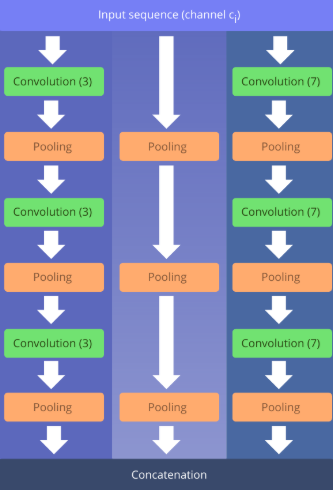 Input sequence (channel ci)
Convolution (3)
Convolution (7)
Pooling
Pooling
Pooling
Convolution (3)
Convolution (7)
Pooling
Pooling
Pooling
Convolution (3)
Convolution (7)
Pooling
Pooling
Pooling
Concatenation